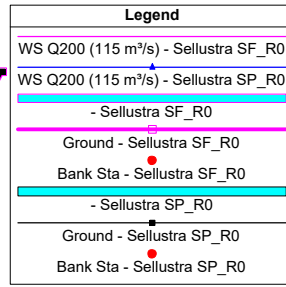 Legend
WS Q200 (115 m³/s) - Sellustra SF_R0
WS Q200 (115 m³/s) - Sellustra SP_R0
- Sellustra SF_R0
Ground - Sellustra SF_R0
Bank Sta - Sellustra SF_R0
- Sellustra SP_R0
Ground - Sellustra SP_R0
Bank Sta - Sellustra SP_R0